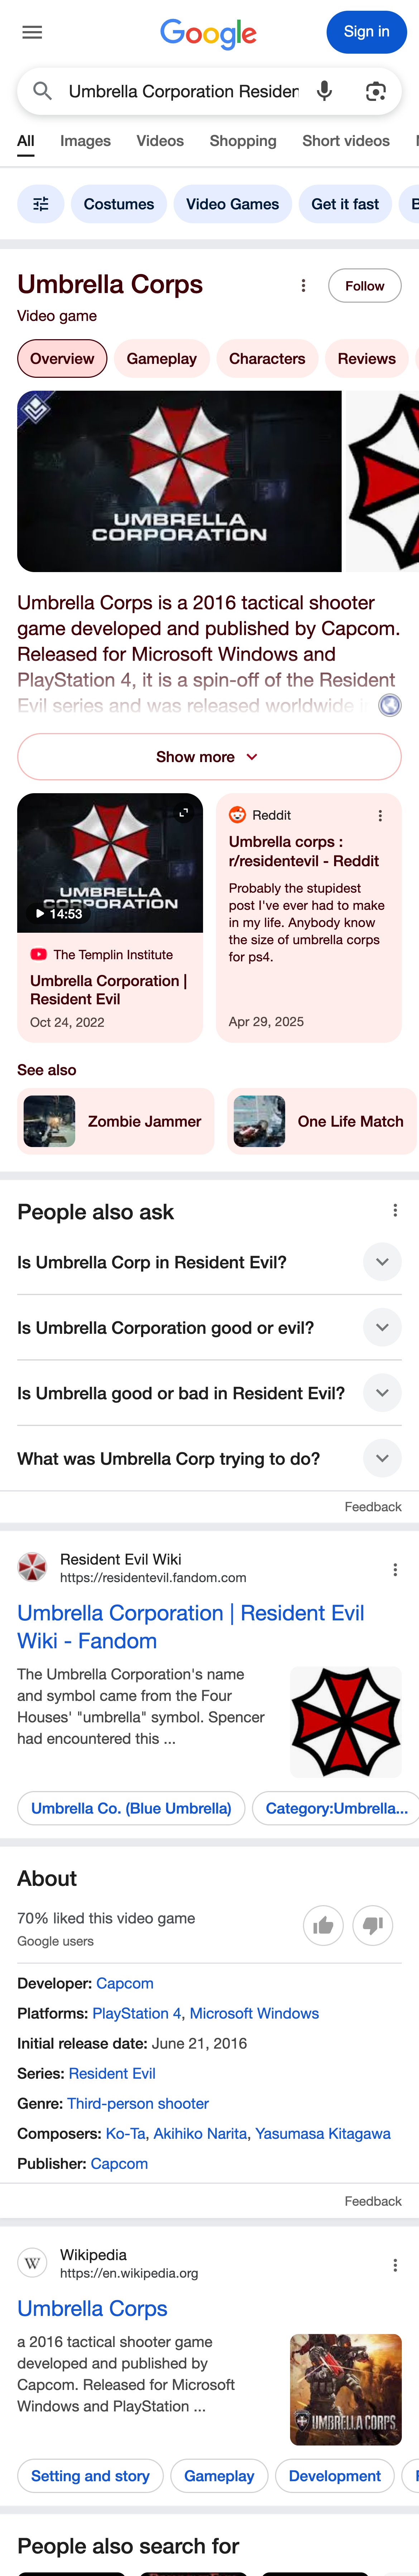 Google
Sign in
Umbrella Corporation Resider
All Images Videos Shopping Short videos
Costumes Video Games Get it fast
Umbrella Corps
Follow
Video game
Overview Gameplay Characters Reviews
UMBRELLA
CORPORATION
Umbrella Corps is a 2016 tactical shooter
game developed and published by Capcom.
Released for Microsoft Windows and
PlayStation 4, it is a spin-off of the Resident
Evil series and was released worldwide
Show more
UMBRELLA
CORPORATION
14:53
The Templin Institute
Umbrella Corporation |
Resident Evil
Oct 24, 2022
Reddit
Umbrella corps :
r/residentevil - Reddit
Probably the stupidest
post I've ever had to make
in my life. Anybody know
the size of umbrella corps
for ps4.
Apr 29, 2025
See also
Zombie Jammer
One Life Match
People also ask
Is Umbrella Corp in Resident Evil?
Is Umbrella Corporation good or evil?
Is Umbrella good or bad in Resident Evil?
What was Umbrella Corp trying to do?
Feedback
Resident Evil Wiki
https://residentevil.fandom.com
Umbrella Corporation | Resident Evil
Wiki - Fandom
The Umbrella Corporation's name
and symbol came from the Four
Houses' "umbrella" symbol. Spencer
had encountered this ...
Umbrella Co. (Blue Umbrella)
Category:Umbrella...
About
70% liked this video game
Google users
Developer: Capcom
Platforms: PlayStation 4, Microsoft Windows
Initial release date: June 21, 2016
Series: Resident Evil
Genre: Third-person shooter
Composers: Ko-Ta, Akihiko Narita, Yasumasa Kitagawa
Publisher: Capcom
Feedback
W
Wikipedia
https://en.wikipedia.org
Umbrella Corps
a 2016 tactical shooter game
developed and published by
Capcom. Released for Microsoft
Windows and PlayStation ...
UMBRELLA CORPS
Setting and story Gameplay Development
People also search for